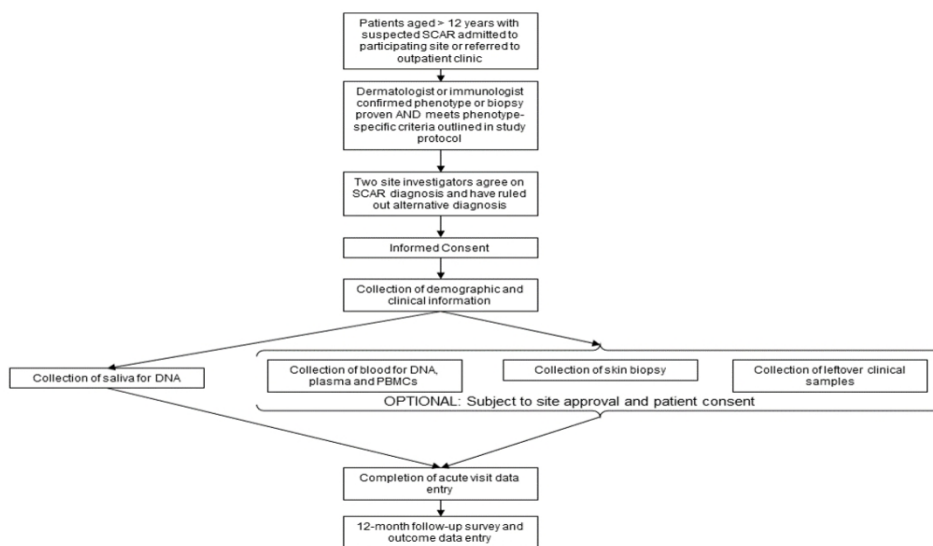 Patients aged > 12 years with
suspected SCAR admitted to
participating site or referred to
outpatient clinic
Dermatologist or immunologist
confirmed phenotype or biopsy
proven AND meets phenotype-
specific criteria outlined in study
protocol
Two site investigators agree on
SCAR diagnosis and have ruled
out alternative diagnosis
Informed Consent
Collection of demographic and
clinical information
Collection of saliva for DNA
Collection of blood for DNA,
plasma and PBMCs
Collection of skin biopsy
Collection of leftover clinical
samples
OPTIONAL: Subject to site approval and patient consent
Completion of acute visit data
entry
12-month follow-up survey and
outcome data entry